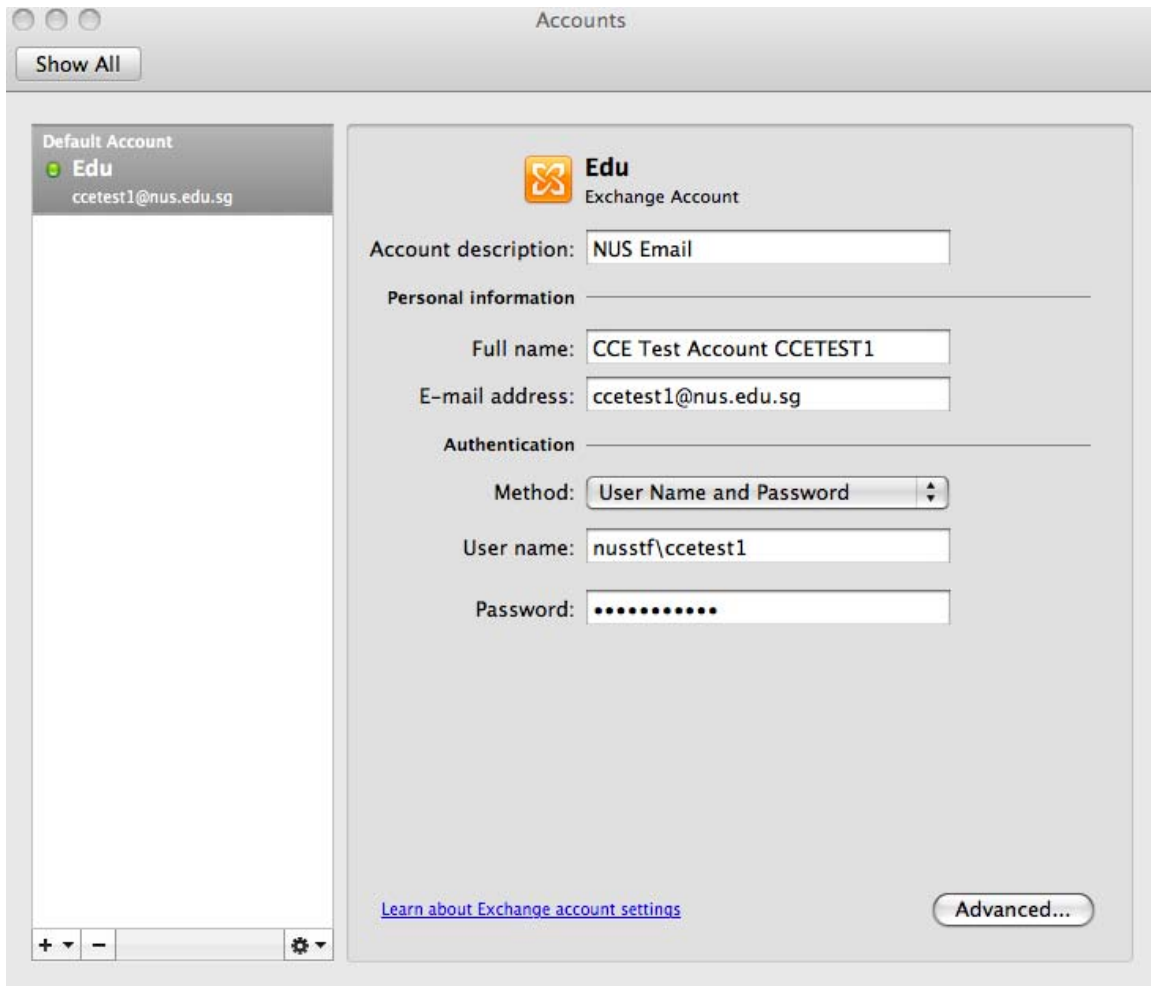 Accounts
Show All
Default Account
Edu
ccetest1@nus.edu.sg
Edu
Exchange Account
Account description: NUS Email
Personal information
Full name: CCE Test Account CCETEST1
E-mail address: ccetest1@nus.edu.sg
Authentication
Method: User Name and Password
User name: nusstf\ccetest1
Password: •••••••••••
Learn about Exchange account settings
Advanced...